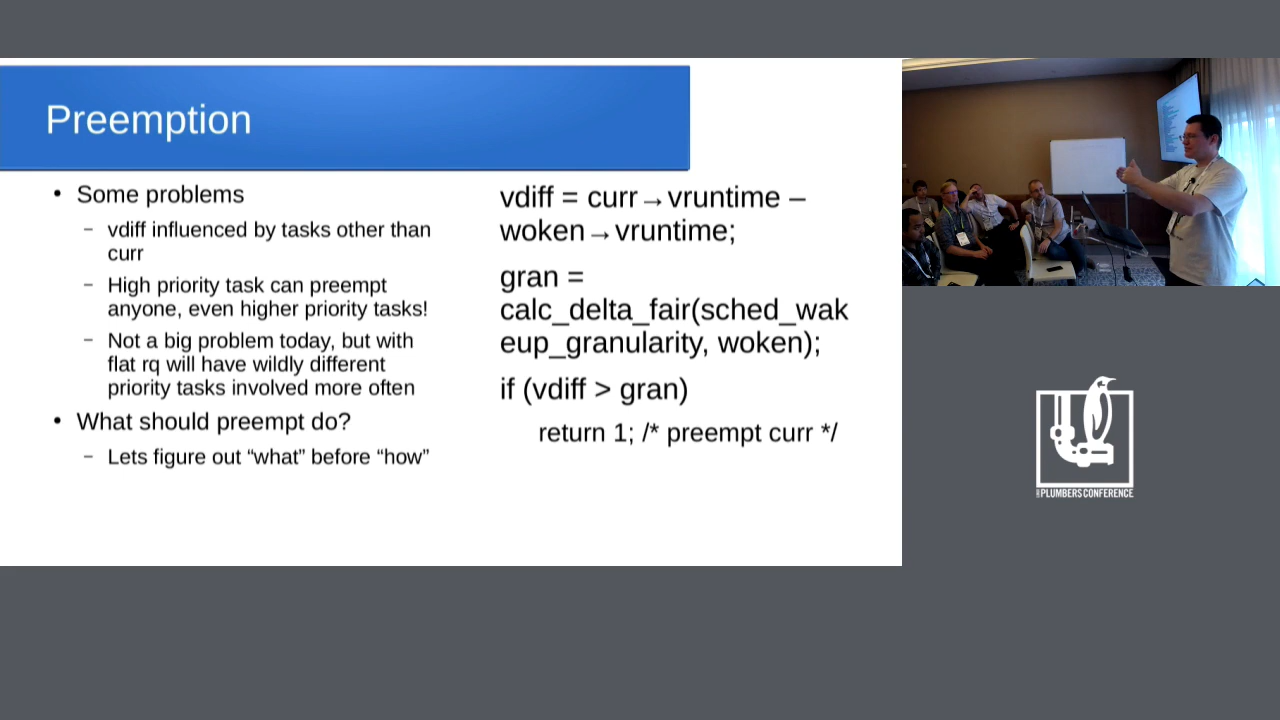 Preemption
• Some problems
– vdiff influenced by tasks other than
curr
– High priority task can preempt
anyone, even higher priority tasks!
– Not a big problem today, but with
flat rq will have wildly different
priority tasks involved more often
• What should preempt do?
– Lets figure out “what” before “how”
vdiff = curr→vruntime –
woken→vruntime;
gran =
calc_delta_fair(sched_wak
eup_granularity, woken);
if (vdiff > gran)
return 1; /* preempt curr */
PLUMBERS CONFERENCE